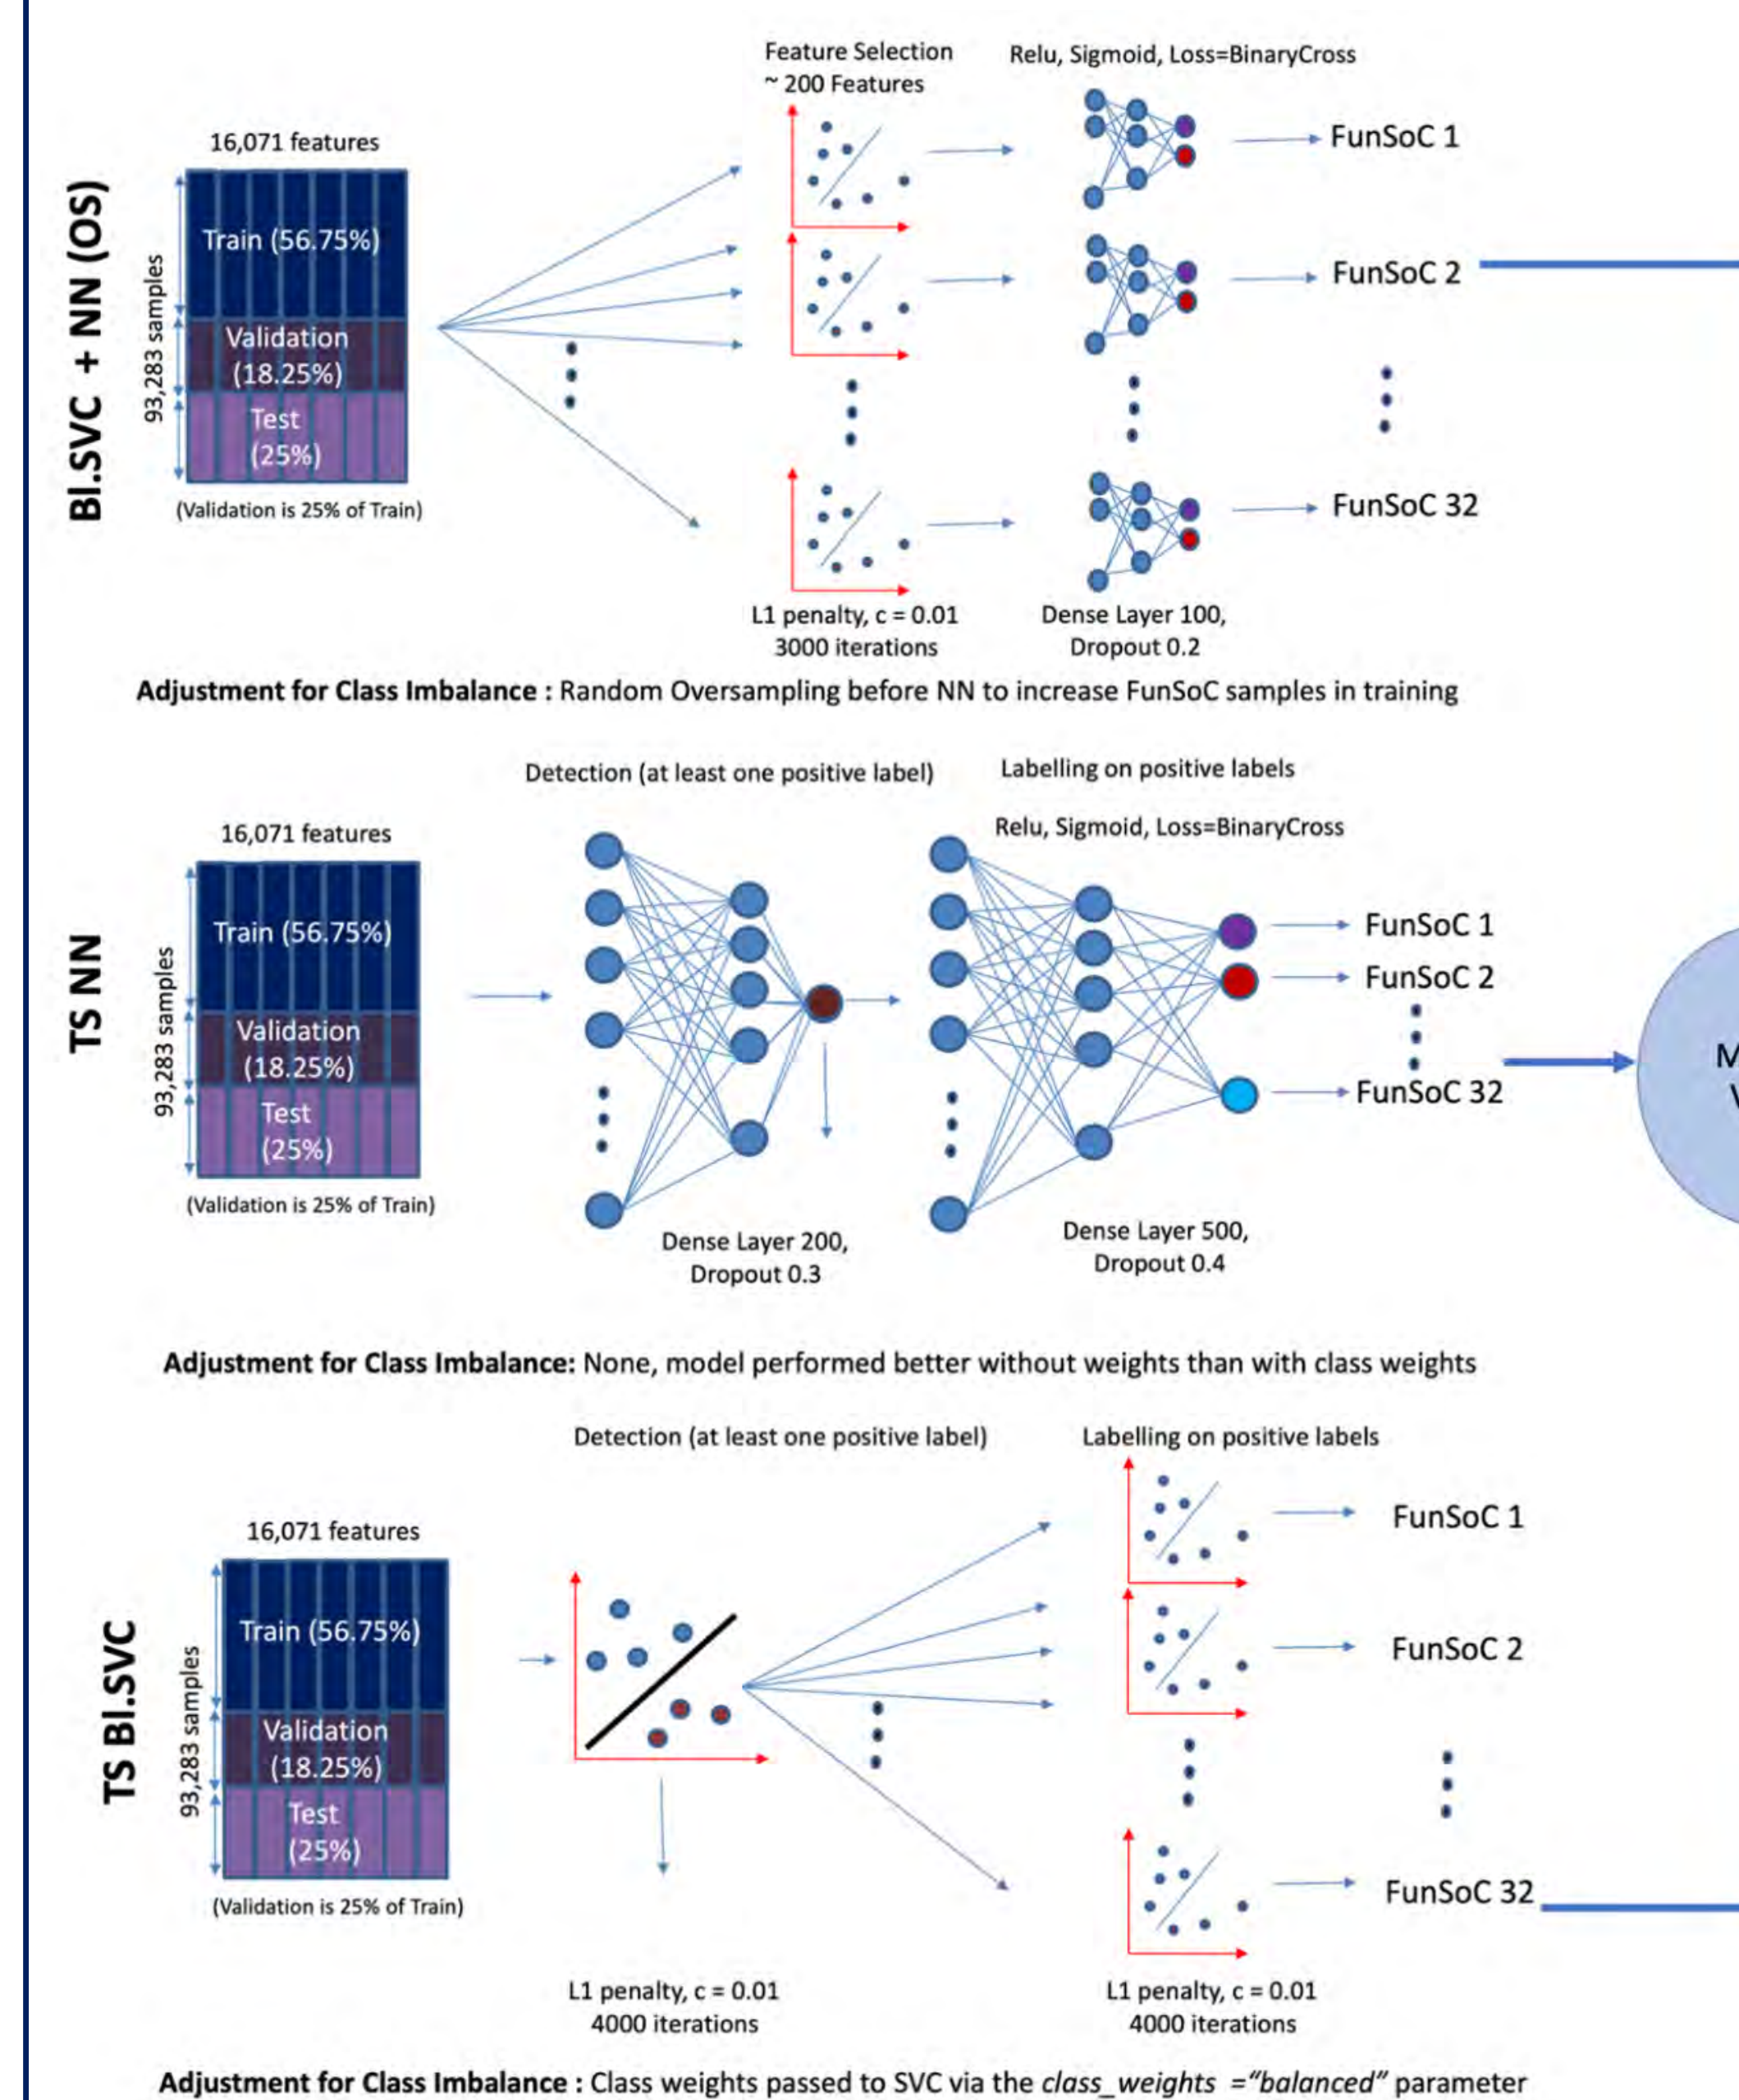 Bl.SVC + NN (OS)
16,071 features
93,283 samples
Train (56.75%)
Validation
(18.25%)
Test
(25%)
(Validation is 25% of Train)
Feature Selection
~ 200 Features
Relu, Sigmoid, Loss=BinaryCross
FunSoC 1
FunSoC 2
FunSoC 32
L1 penalty, c = 0.01
3000 iterations
Dense Layer 100,
Dropout 0.2
Adjustment for Class Imbalance : Random Oversampling before NN to increase FunSoC samples in training
TS NN
16,071 features
93,283 samples
Train (56.75%)
Validation
(18.25%)
Test
(25%)
(Validation is 25% of Train)
Detection (at least one positive label)
Labelling on positive labels
Relu, Sigmoid, Loss=BinaryCross
FunSoC 1
FunSoC 2
FunSoC 32
Dense Layer 200,
Dropout 0.3
Dense Layer 500,
Dropout 0.4
Adjustment for Class Imbalance: None, model performed better without weights than with class weights
TS Bl.SVC
16,071 features
93,283 samples
Train (56.75%)
Validation
(18.25%)
Test
(25%)
(Validation is 25% of Train)
Detection (at least one positive label)
Labelling on positive labels
FunSoC 1
FunSoC 2
FunSoC 32
L1 penalty, c = 0.01
4000 iterations
L1 penalty, c = 0.01
4000 iterations
Adjustment for Class Imbalance : Class weights passed to SVC via the class_weights ="balanced" parameter